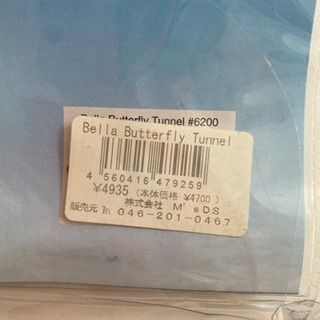 Bella Butterfly Tunnel #6200
Bella Butterfly Tunnel
4 560416 479259
¥4935 (本体価格 ¥4700)
株式会社 M'sDS
販売元 ℡ 046-201-0467